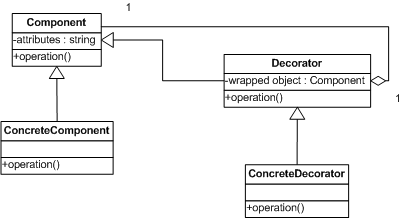 1
Component
-attributes : string
+operation()
Decorator
-wrapped object : Component
+operation()
1
ConcreteComponent
+operation()
ConcreteDecorator
+operation()